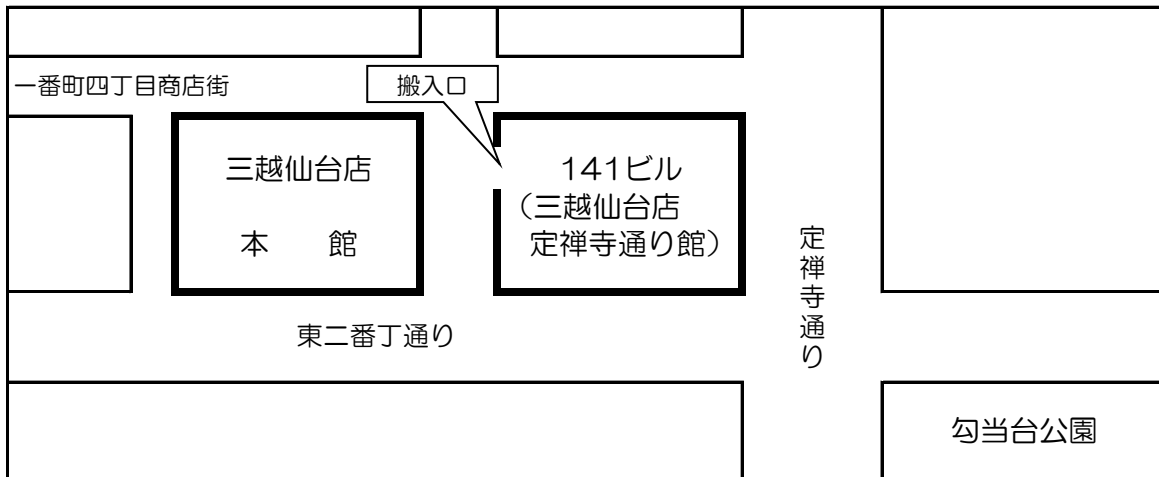 一番町四丁目商店街
搬入口
三越仙台店
本　館
141ビル
（三越仙台店
定禅寺通り館）
定禅寺通り
東二番丁通り
勾当台公園